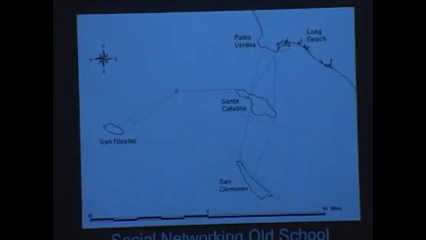 Palos
Verdes
Long
Beach
Santa
Catalina
San Nicolas
San
Clemente
Social Networking Old School